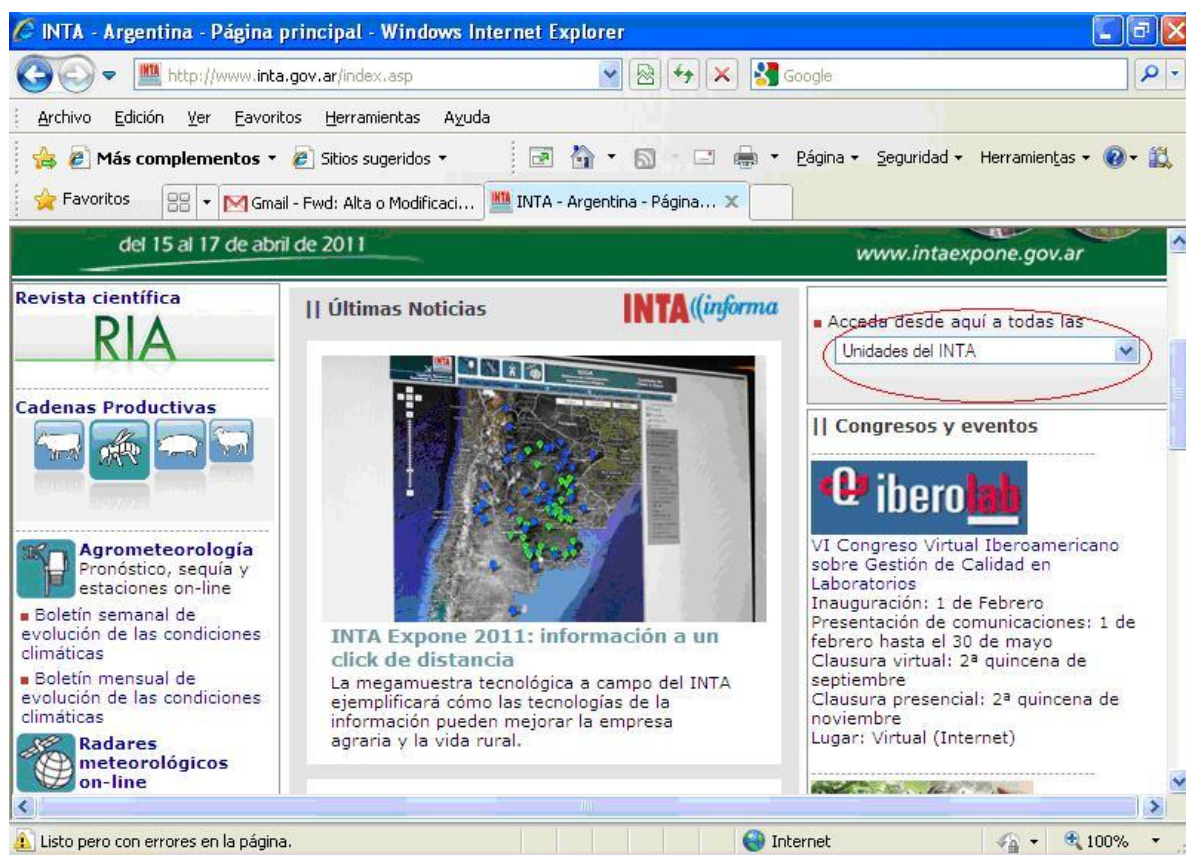 INTA - Argentina - Página principal - Windows Internet Explorer
http://www.inta.gov.ar/index.asp
Google
Archivo Edición Ver Favoritos Herramientas Ayuda
Más complementos Sitios sugeridos Página Seguridad Herramientas
Favoritos Gmail - Fwd: Alta o Modificaci... INTA - Argentina - Página...
del 15 al 17 de abril de 2011
www.intaexpone.gov.ar
Revista científica
RIA
Cadenas Productivas
Agrometeorología
Pronóstico, sequía y
estaciones on-line
Boletín semanal de
evolución de las condiciones
climáticas
Boletín mensual de
evolución de las condiciones
climáticas
Radares
meteorológicos
on-line
|| Últimas Noticias
INTA((informa
INTA Expone 2011: información a un
click de distancia
La megamuestra tecnológica a campo del INTA
ejemplificará cómo las tecnologías de la
información pueden mejorar la empresa
agraria y la vida rural.
Acceda desde aquí a todas las
Unidades del INTA
|| Congresos y eventos
iberolab
VI Congreso Virtual Iberoamericano
sobre Gestión de Calidad en
Laboratorios
Inauguración: 1 de Febrero
Presentación de comunicaciones: 1 de
febrero hasta el 30 de mayo
Clausura virtual: 2ª quincena de
septiembre
Clausura presencial: 2ª quincena de
noviembre
Lugar: Virtual (Internet)
Listo pero con errores en la página. Internet 100%